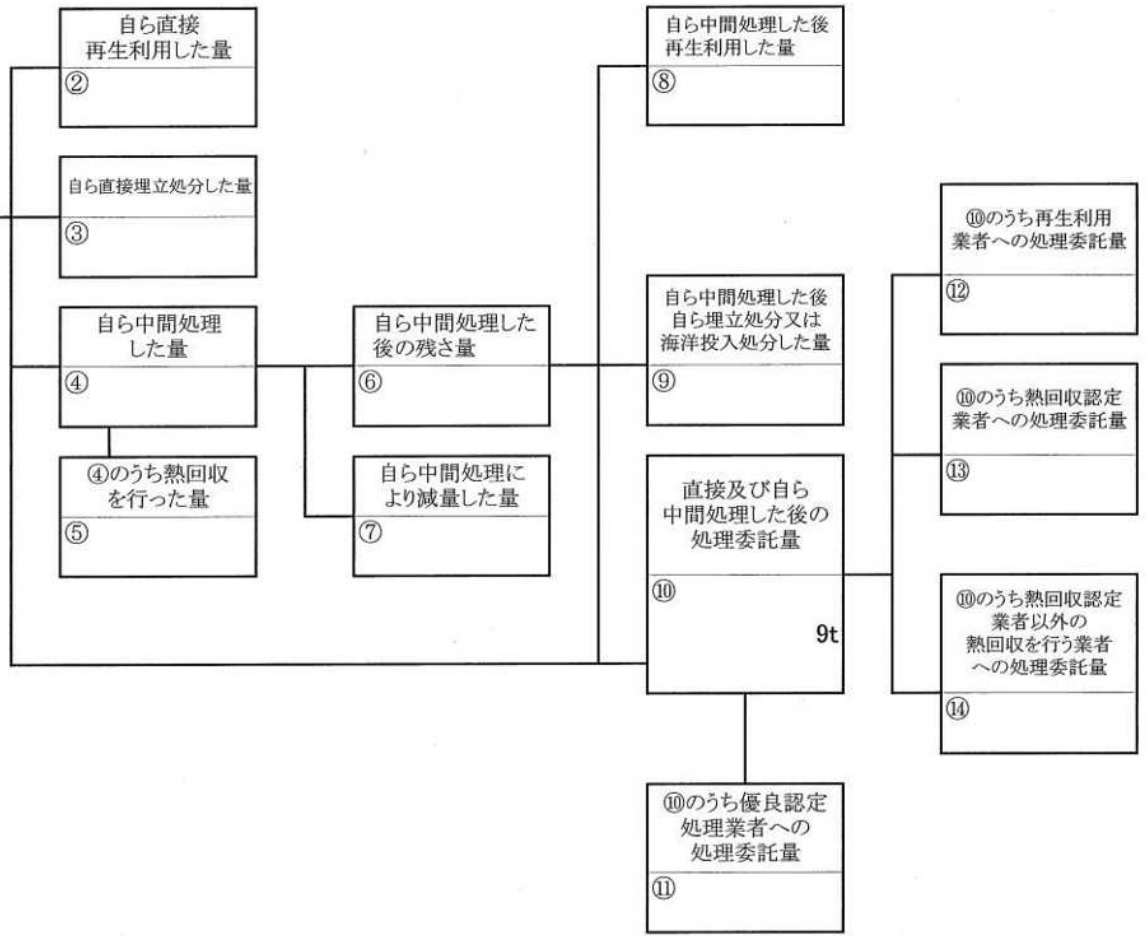 自ら直接
再生利用した量
②
自ら直接埋立処分した量
③
自ら中間処理
した量
④
④のうち熱回収
を行った量
⑤
自ら中間処理した
後の残さ量
⑥
自ら中間処理に
より減量した量
⑦
自ら中間処理した後
再生利用した量
⑧
自ら中間処理した後
自ら埋立処分又は
海洋投入処分した量
⑨
直接及び自ら
中間処理した後の
処理委託量
⑩
9t
⑩のうち優良認定
処理業者への
処理委託量
⑪
⑩のうち再生利用
業者への処理委託量
⑫
⑩のうち熱回収認定
業者への処理委託量
⑬
⑩のうち熱回収認定
業者以外の
熱回収を行う業者
への処理委託量
⑭